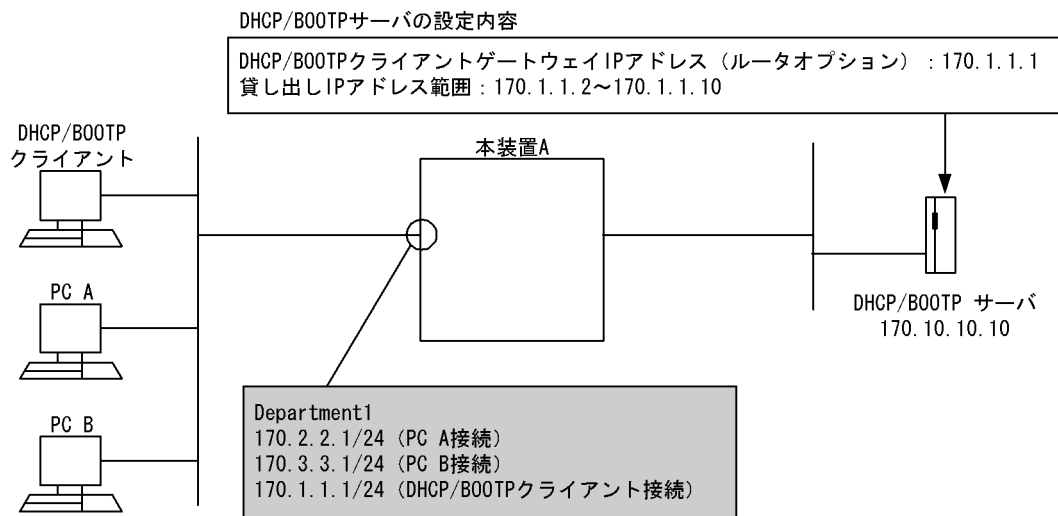 DHCP/BOOTPサーバの設定内容
DHCP/BOOTPクライアントゲートウェイIPアドレス（ルータオプション）：170.1.1.1
貸し出しIPアドレス範囲：170.1.1.2～170.1.1.10
DHCP/BOOTP
クライアント
本装置A
PC A
DHCP/BOOTP サーバ
170.10.10.10
PC B
Department1
170.2.2.1/24（PC A接続）
170.3.3.1/24（PC B接続）
170.1.1.1/24（DHCP/BOOTPクライアント接続）